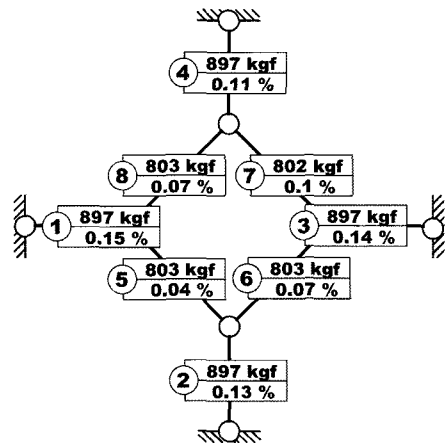 4 897 kgf
0.11 %
8 803 kgf
0.07 %
7 802 kgf
0.1 %
1 897 kgf
0.15 %
3 897 kgf
0.14 %
5 803 kgf
0.04 %
6 803 kgf
0.07 %
2 897 kgf
0.13 %